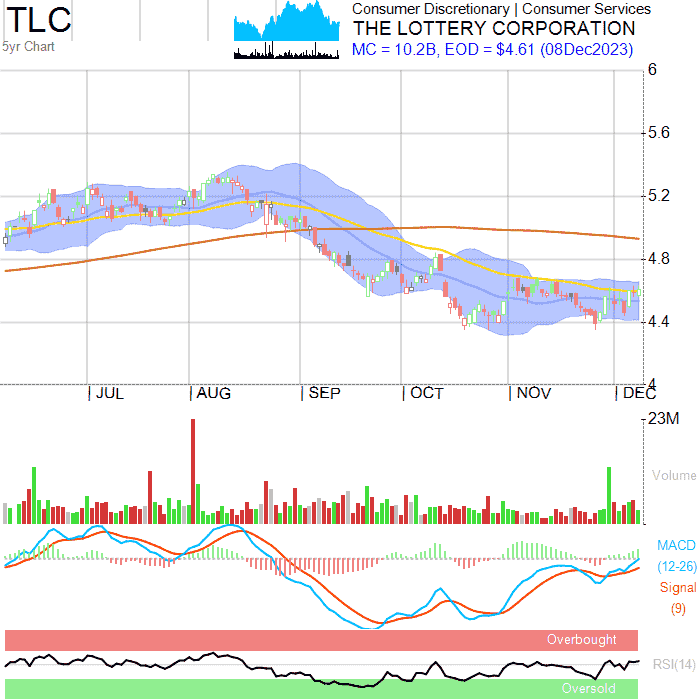 TLC
5yr Chart
Consumer Discretionary | Consumer Services
THE LOTTERY CORPORATION
MC = 10.2B, EOD = $4.61 (08Dec2023)
6
5.6
5.2
4.8
4.4
4
JUL AUG SEP OCT NOV DEC
23M
Volume
MACD
(12-26)
Signal
(9)
Overbought
RSI(14)
Oversold